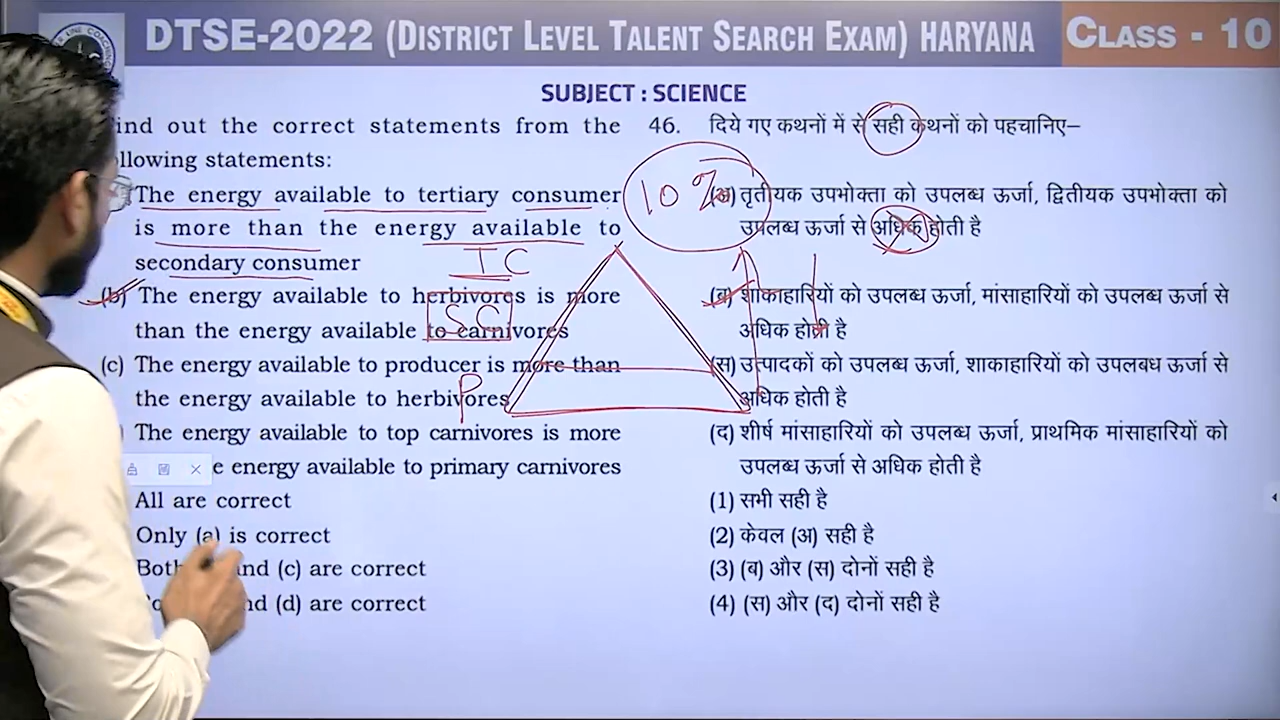 DTSE-2022 (DISTRICT LEVEL TALENT SEARCH EXAM) HARYANA CLASS - 10
SUBJECT : SCIENCE
out the correct statements from the
statements:
The energy available to tertiary consumer
is more than the energy available to
secondary consumer
(b) The energy available to herbivores is more
than the energy available to carnivores
(c) The energy available to producer is more than
the energy available to herbivores
The energy available to top carnivores is more
energy available to primary carnivores
All are correct
Only (a) is correct
and (c) are correct
and (d) are correct
46. दिये गए कथनों में से सही कथनों को पहचानिए–
(अ) तृतीयक उपभोक्ता को उपलब्ध ऊर्जा, द्वितीयक उपभोक्ता को
उपलब्ध ऊर्जा से अधिक होती है
(ब) शाकाहारियों को उपलब्ध ऊर्जा, मांसाहारियों को उपलब्ध ऊर्जा से
अधिक होती है
(स) उत्पादकों को उपलब्ध ऊर्जा, शाकाहारियों को उपलबध ऊर्जा से
अधिक होती है
(द) शीर्ष मांसाहारियों को उपलब्ध ऊर्जा, प्राथमिक मांसाहारियों को
उपलब्ध ऊर्जा से अधिक होती है
(1) सभी सही है
(2) केवल (अ) सही है
(3) (ब) और (स) दोनों सही है
(4) (स) और (द) दोनों सही है
10%
TC
SC
P